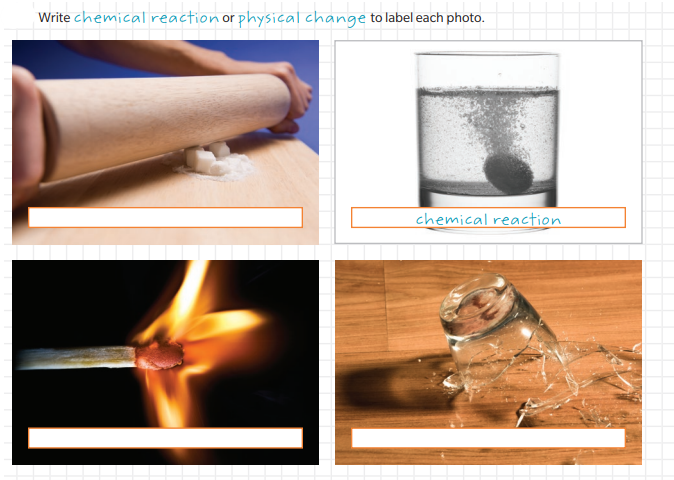 Write chemical reaction or physical change to label each photo.
chemical reaction